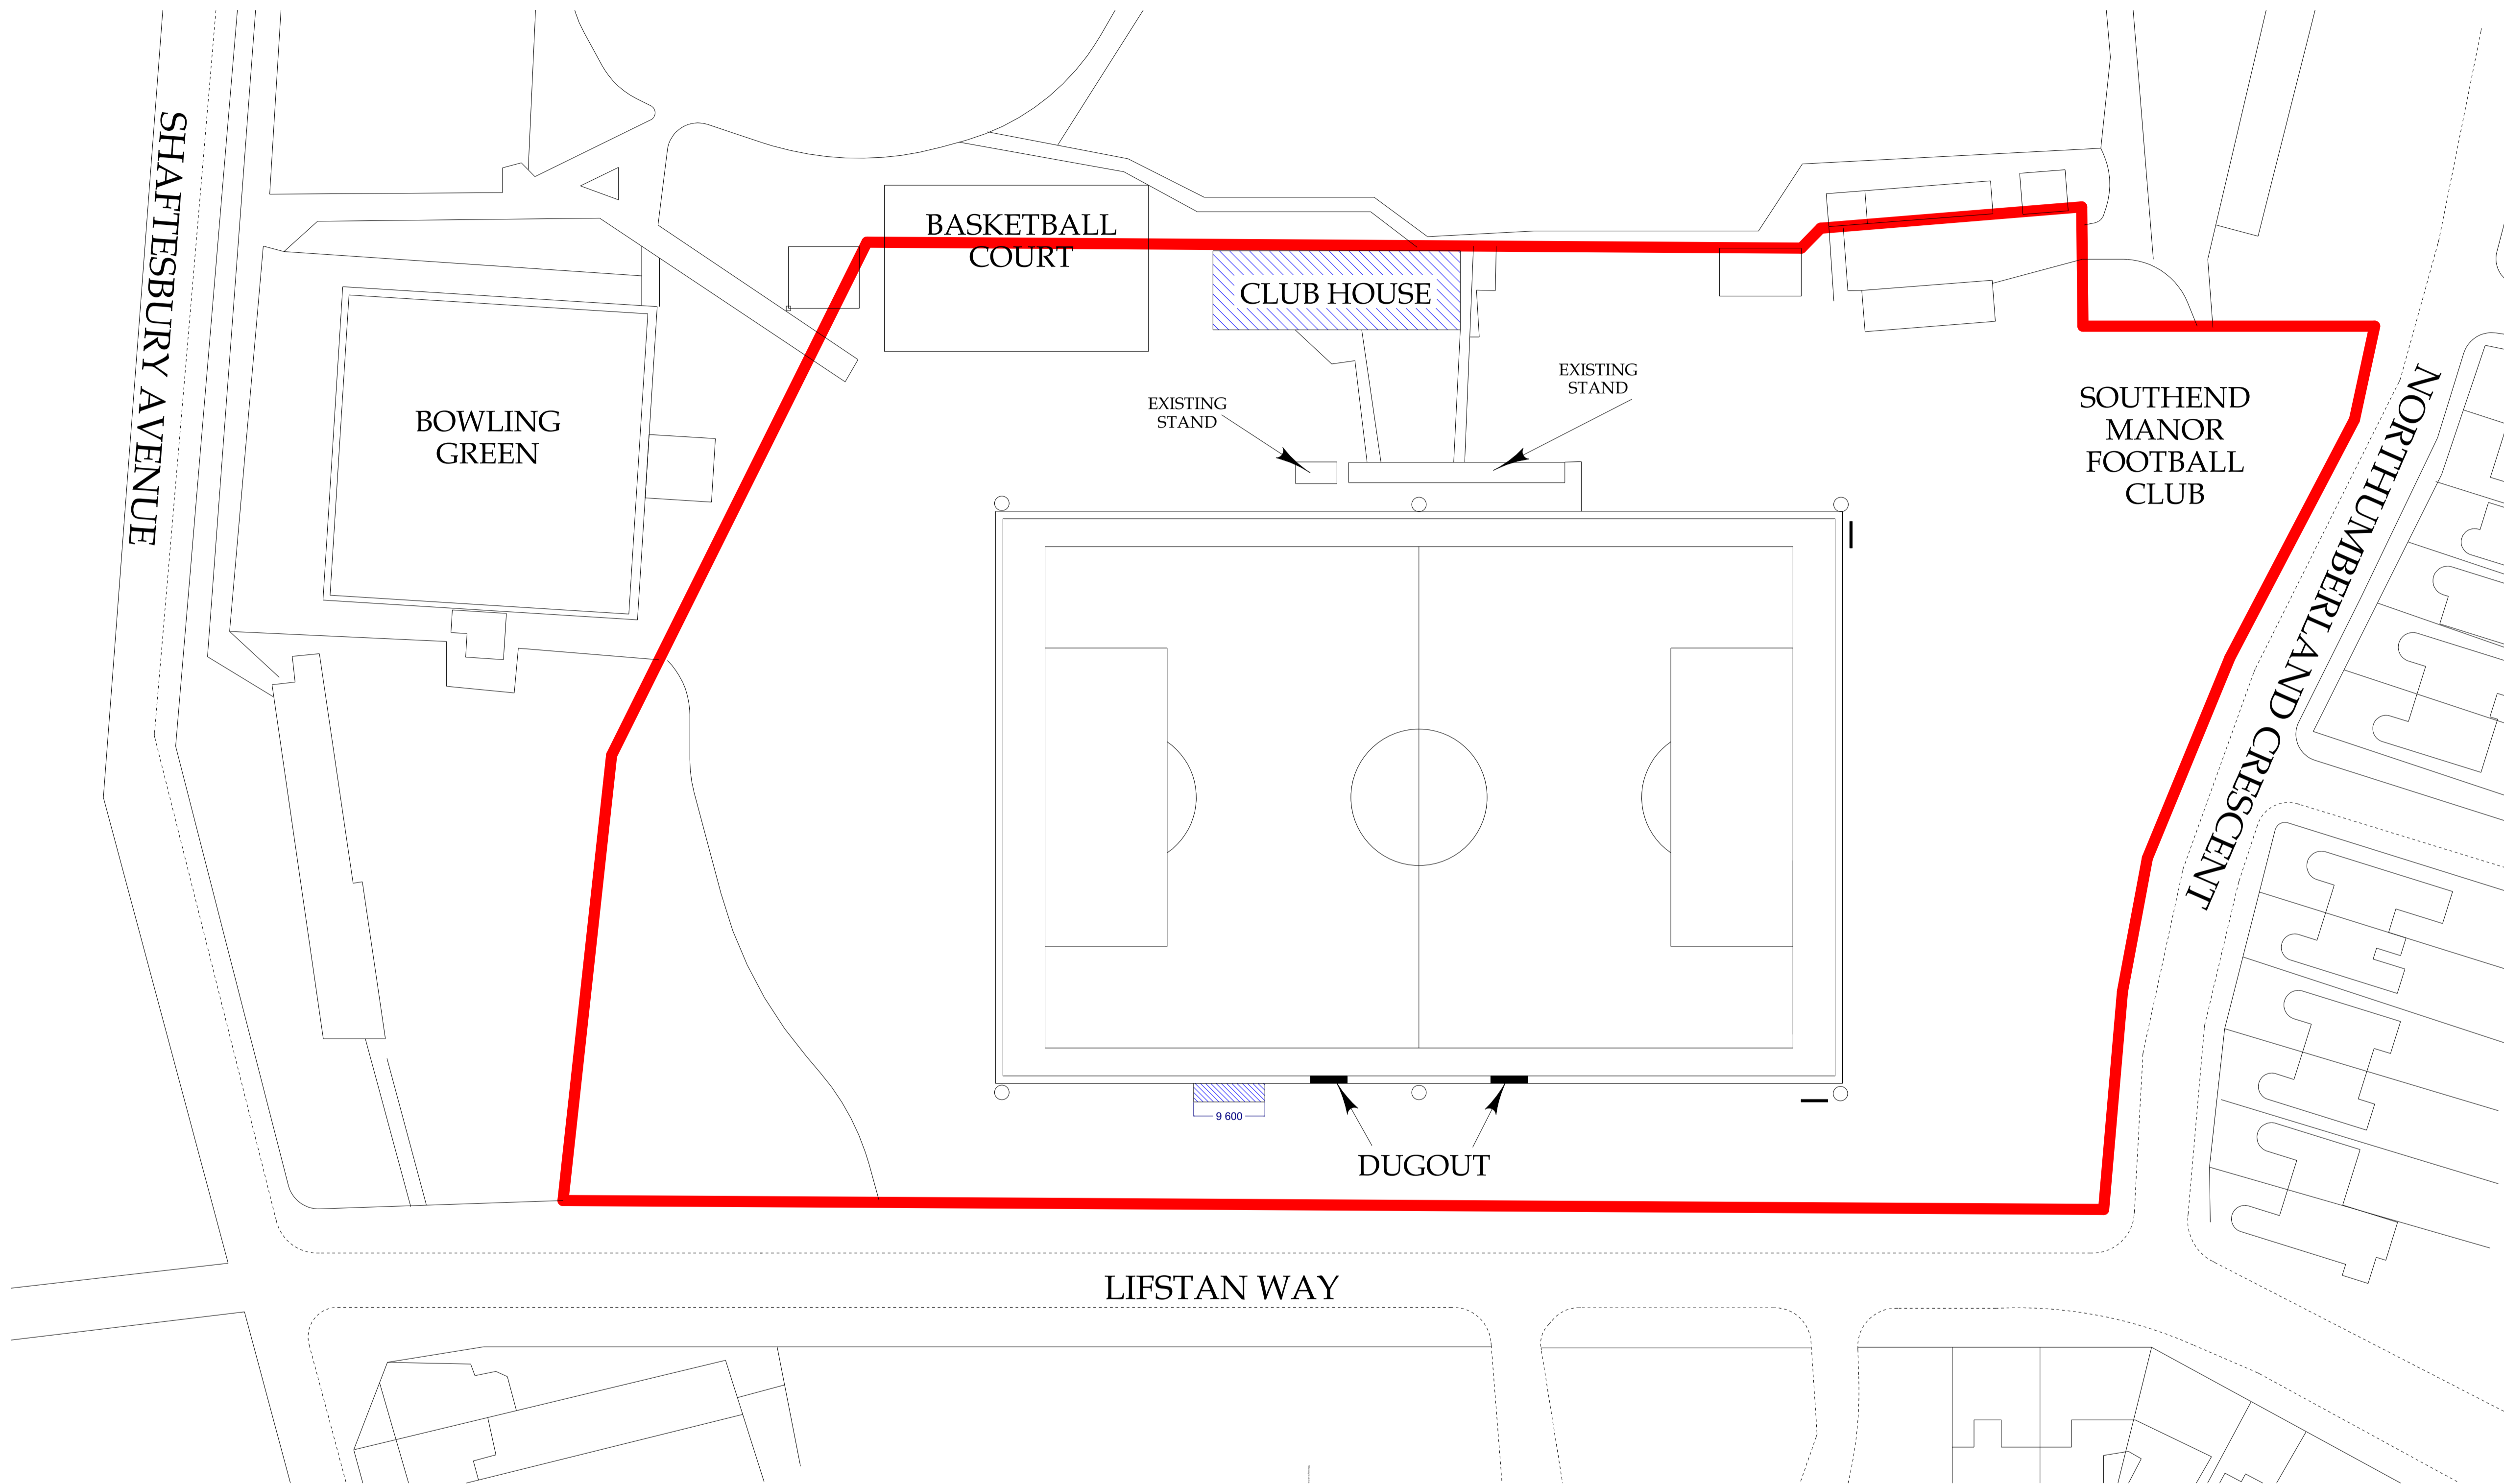 SHAFTESBURY AVENUE
BASKETBALL
COURT
CLUB HOUSE
BOWLING
GREEN
EXISTING
STAND
EXISTING
STAND
SOUTHEND
MANOR
FOOTBALL
CLUB
NORTHUMBERLAND CRESCENT
9 600
DUGOUT
LIFSTAN WAY